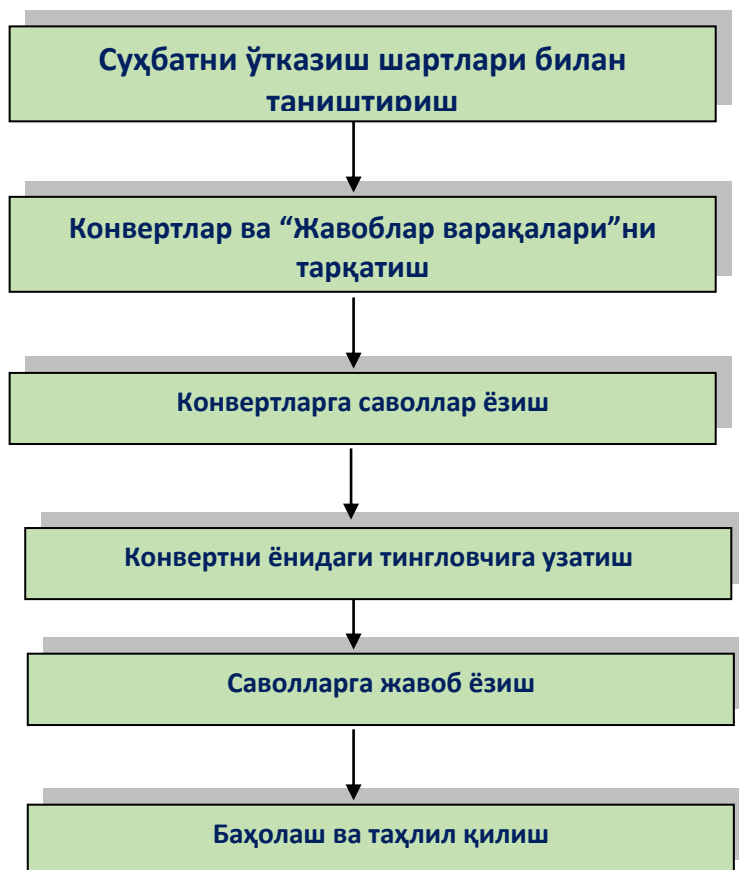 Суҳбатни ўтказиш шартлари билан
таништириш
Конвертлар ва “Жавоблар варақалари”ни
тарқатиш
Конвертларга саволлар ёзиш
Конвертни ёнидаги тингловчига узатиш
Саволларга жавоб ёзиш
Баҳолаш ва таҳлил қилиш